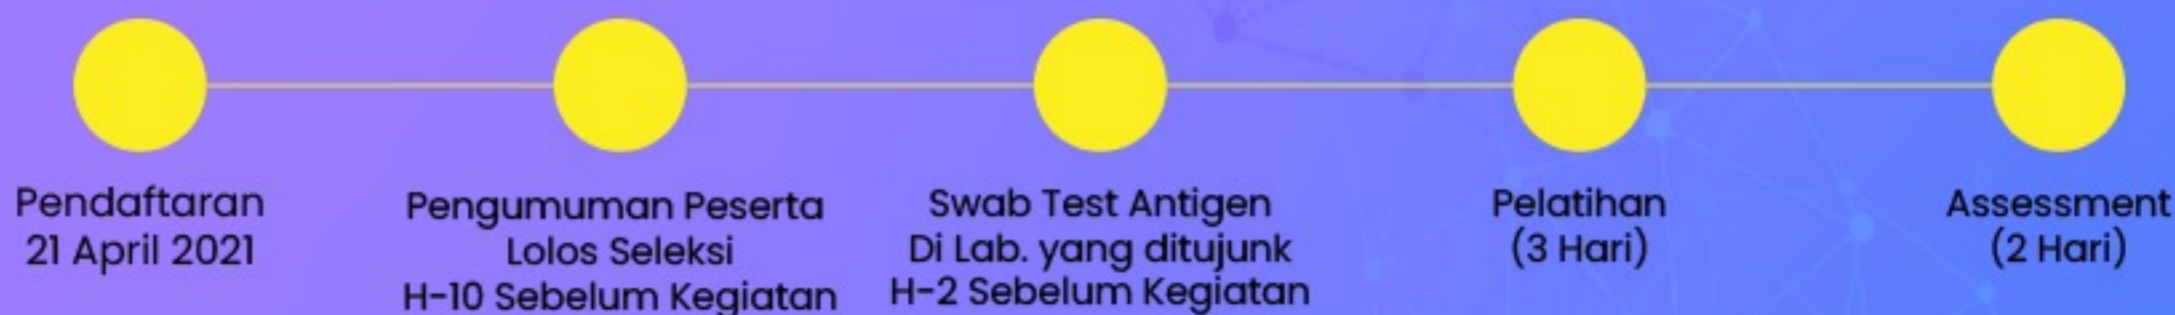 Pendaftaran
21 April 2021
Pengumuman Peserta
Lolos Seleksi
H-10 Sebelum Kegiatan
Swab Test Antigen
Di Lab. yang ditujunk
H-2 Sebelum Kegiatan
Pelatihan
(3 Hari)
Assessment
(2 Hari)